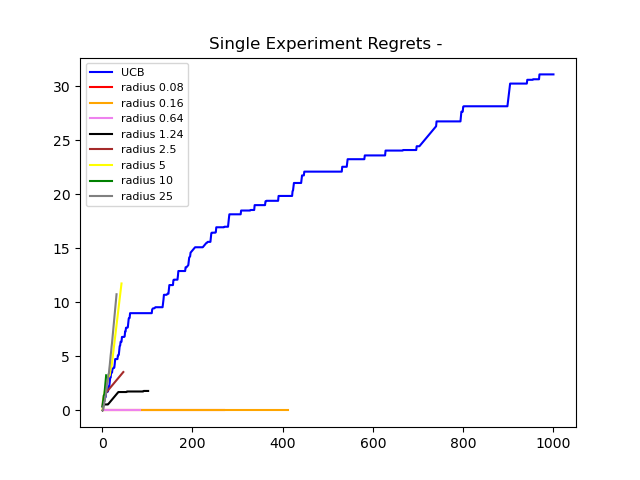 Single Experiment Regrets -
UCB
radius 0.08
radius 0.16
radius 0.64
radius 1.24
radius 2.5
radius 5
radius 10
radius 25
30
25
20
15
10
5
0
0 200 400 600 800 1000